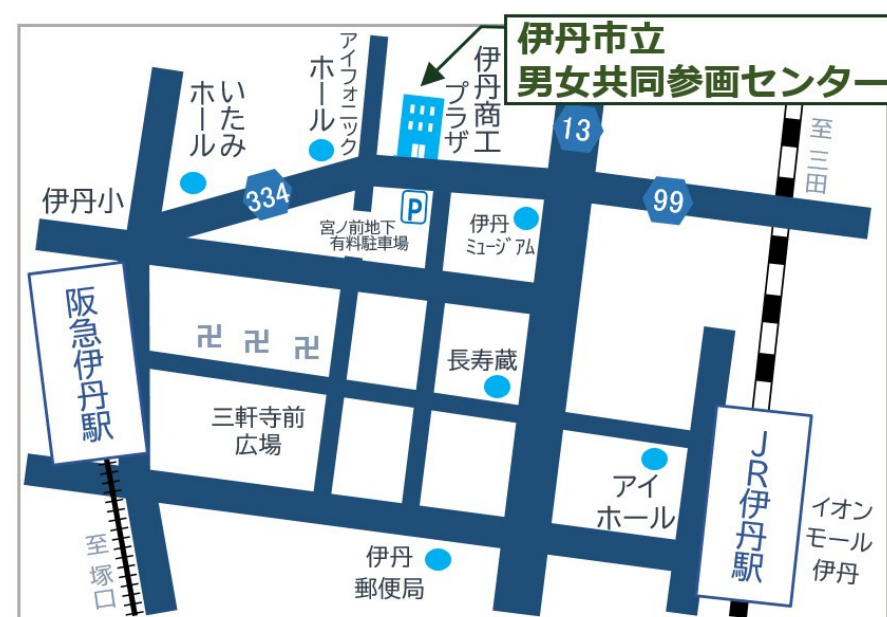 伊丹市立
男女共同参画センター
アイフォニック
ホール
伊丹商工
プラザ
いたみ
ホール
13
至三田
334
99
伊丹小
P
宮ノ前地下
有料駐車場
伊丹
ミュージアム
阪急伊丹駅
卍 卍 卍
長寿蔵
三軒寺前
広場
アイ
ホール
JR伊丹駅
イオン
モール
伊丹
至塚口
伊丹
郵便局